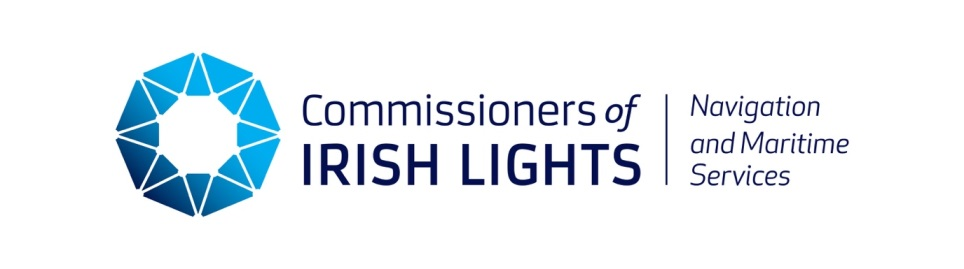 Commissioners of
IRISH LIGHTS
Navigation
and Maritime
Services